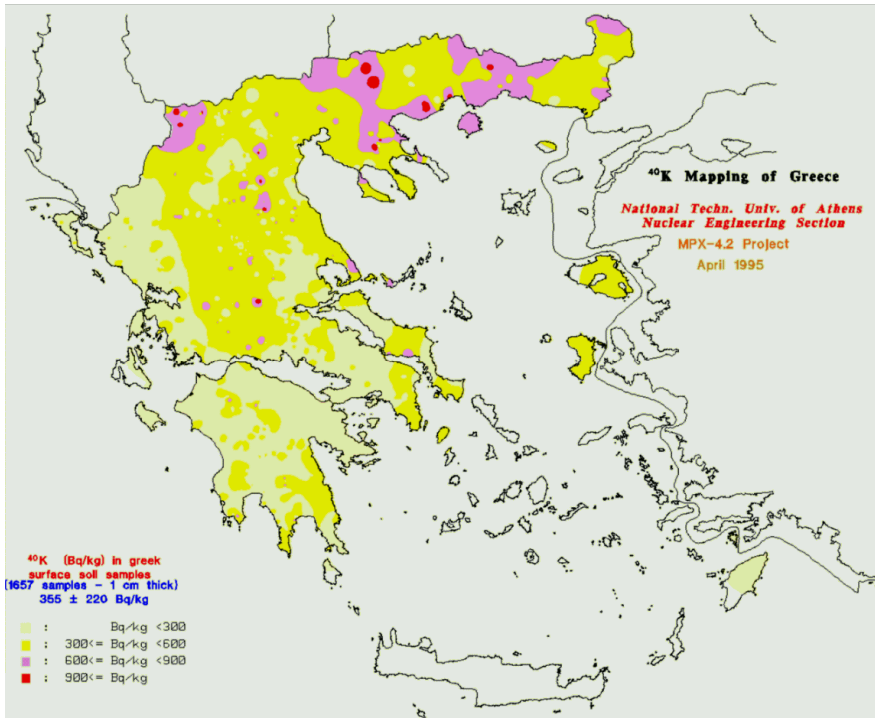 ⁴⁰K Mapping of Greece
National Techn. Univ. of Athens
Nuclear Engineering Section
MPX-4.2 Project
April 1995
⁴⁰K (Bq/kg) in greek
surface soil samples
(1657 samples - 1 cm thick)
355 ± 220 Bq/kg
: Bq/kg <300
: 300<= Bq/kg <600
: 600<= Bq/kg <900
: 900<= Bq/kg